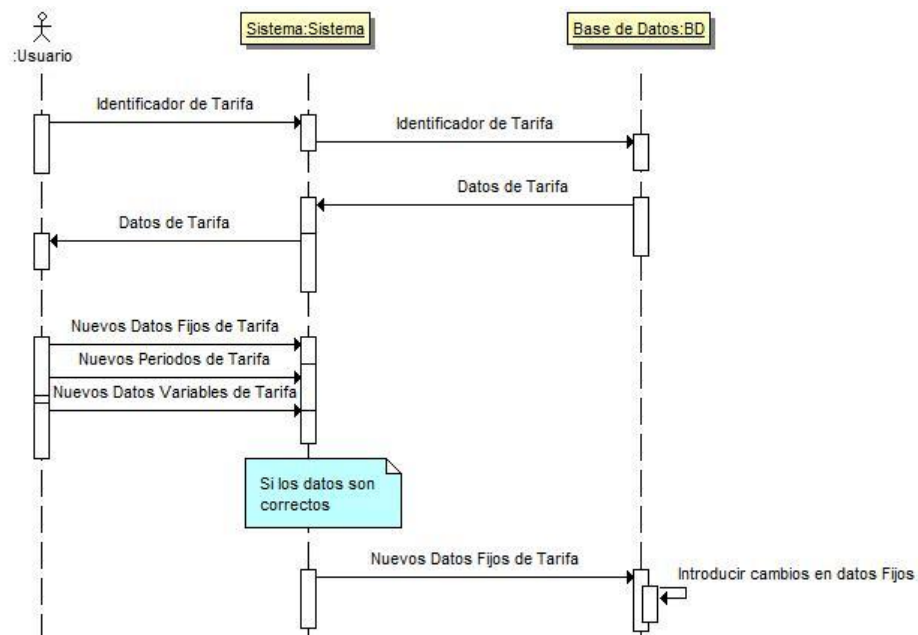 :Usuario
Sistema:Sistema
Base de Datos:BD
Identificador de Tarifa
Identificador de Tarifa
Datos de Tarifa
Datos de Tarifa
Nuevos Datos Fijos de Tarifa
Nuevos Periodos de Tarifa
Nuevos Datos Variables de Tarifa
Si los datos son
correctos
Nuevos Datos Fijos de Tarifa
Introducir cambios en datos Fijos